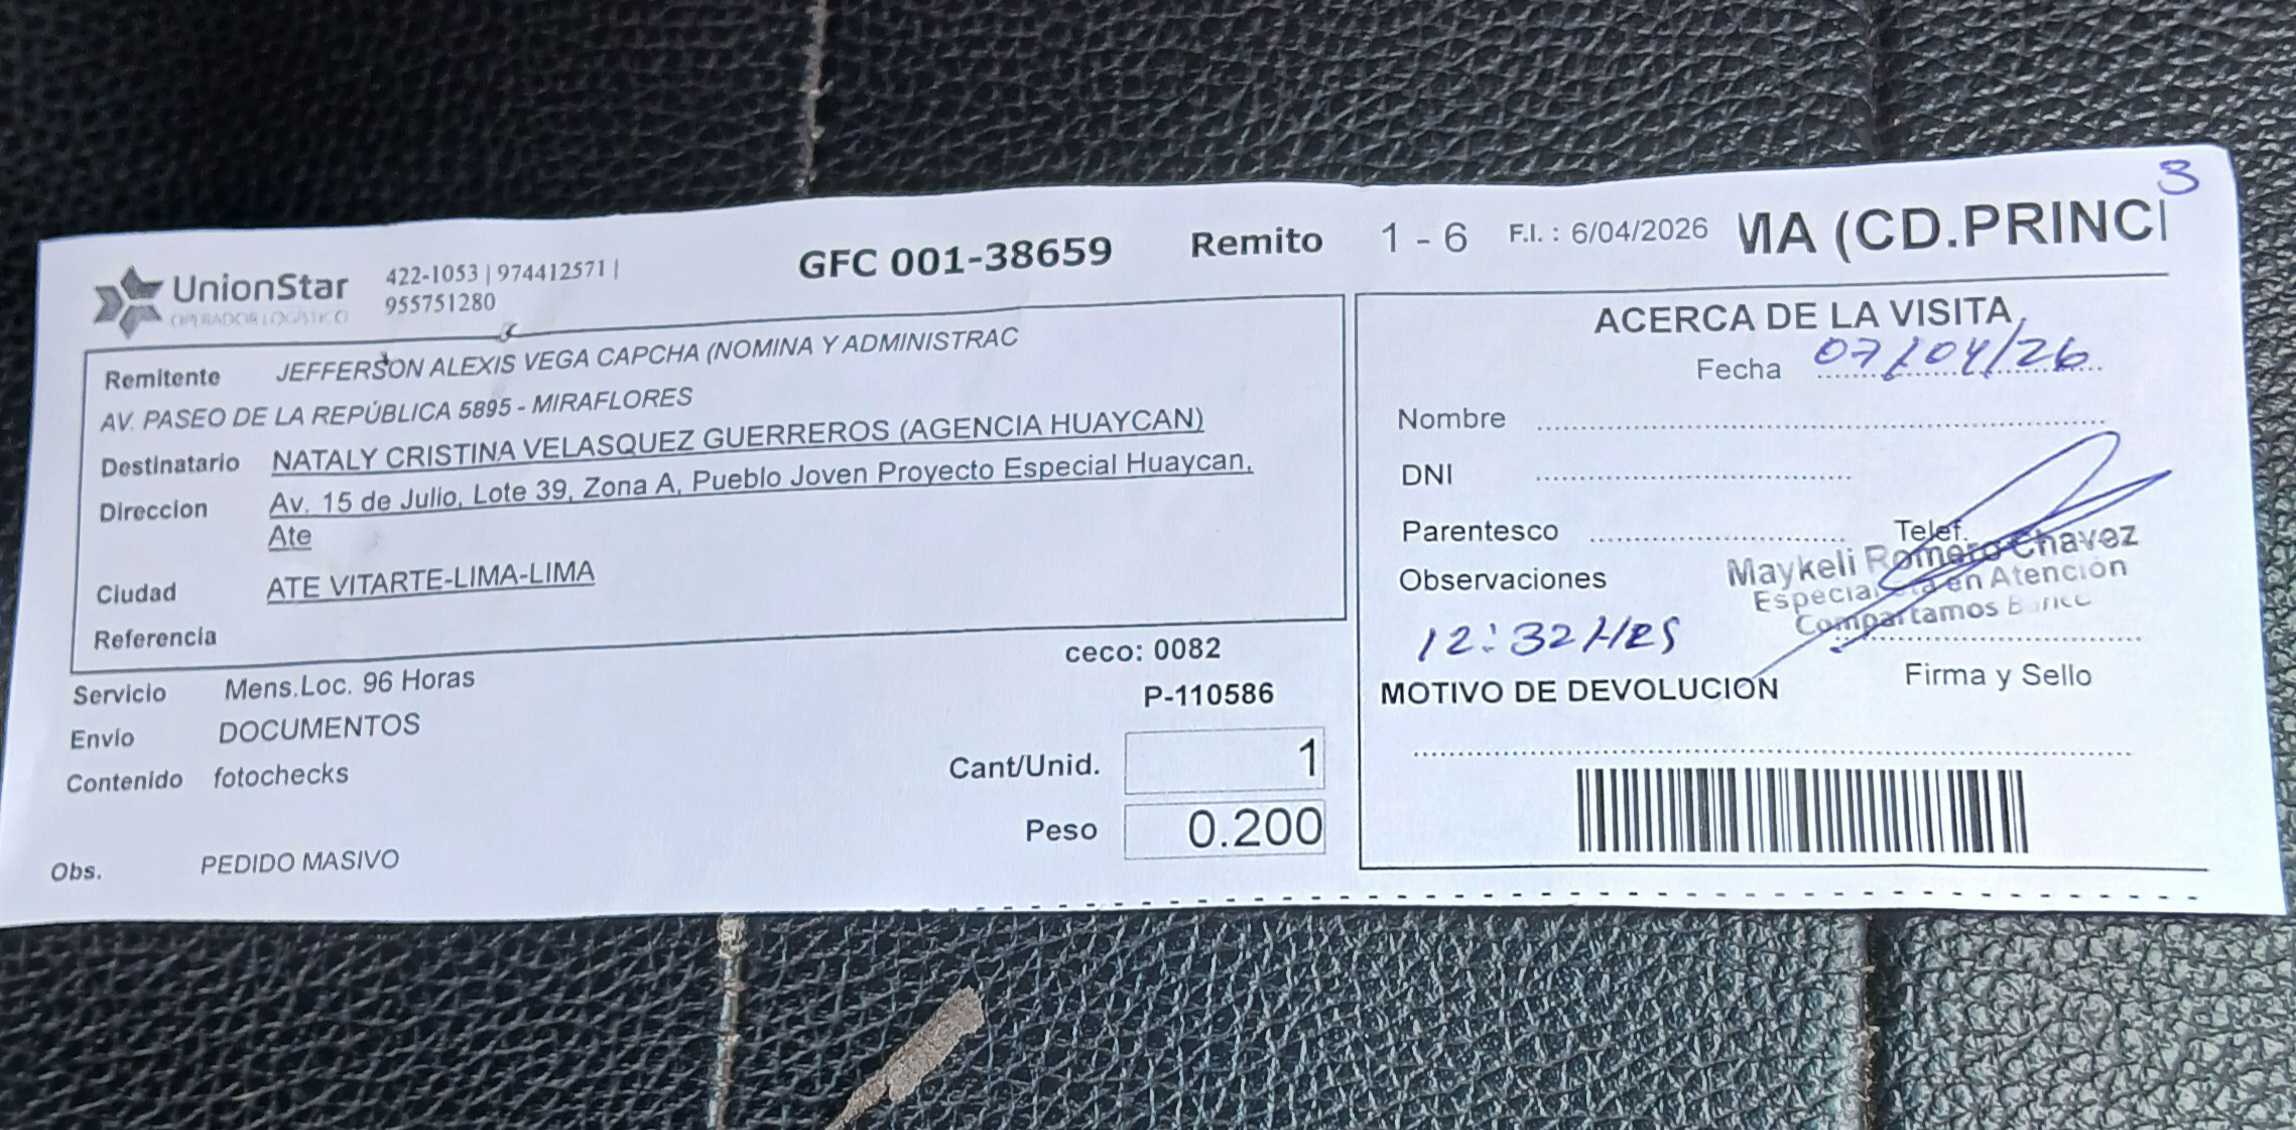 3
UnionStar
OPERADOR LOGÍSTICO
422-1053 | 974412571 |
955751280
GFC 001-38659
Remito 1 - 6
F.I. : 6/04/2026
MA (CD.PRINCI
Remitente JEFFERSON ALEXIS VEGA CAPCHA (NOMINA Y ADMINISTRAC
AV. PASEO DE LA REPÚBLICA 5895 - MIRAFLORES
Destinatario NATALY CRISTINA VELASQUEZ GUERREROS (AGENCIA HUAYCAN)
Direccion Av. 15 de Julio, Lote 39, Zona A, Pueblo Joven Proyecto Especial Huaycan,
Ate
Ciudad ATE VITARTE-LIMA-LIMA
Referencia
Servicio Mens.Loc. 96 Horas
Envio DOCUMENTOS
Contenido fotochecks
Obs. PEDIDO MASIVO
ceco: 0082
P-110586
Cant/Unid. 1
Peso 0.200
ACERCA DE LA VISITA
Fecha 07/04/26
Nombre
DNI
Parentesco Telef.
Observaciones
Maykeli Romero Chavez
Especialista en Atención
Compartamos Banco
12:32 HRS
Firma y Sello
MOTIVO DE DEVOLUCION